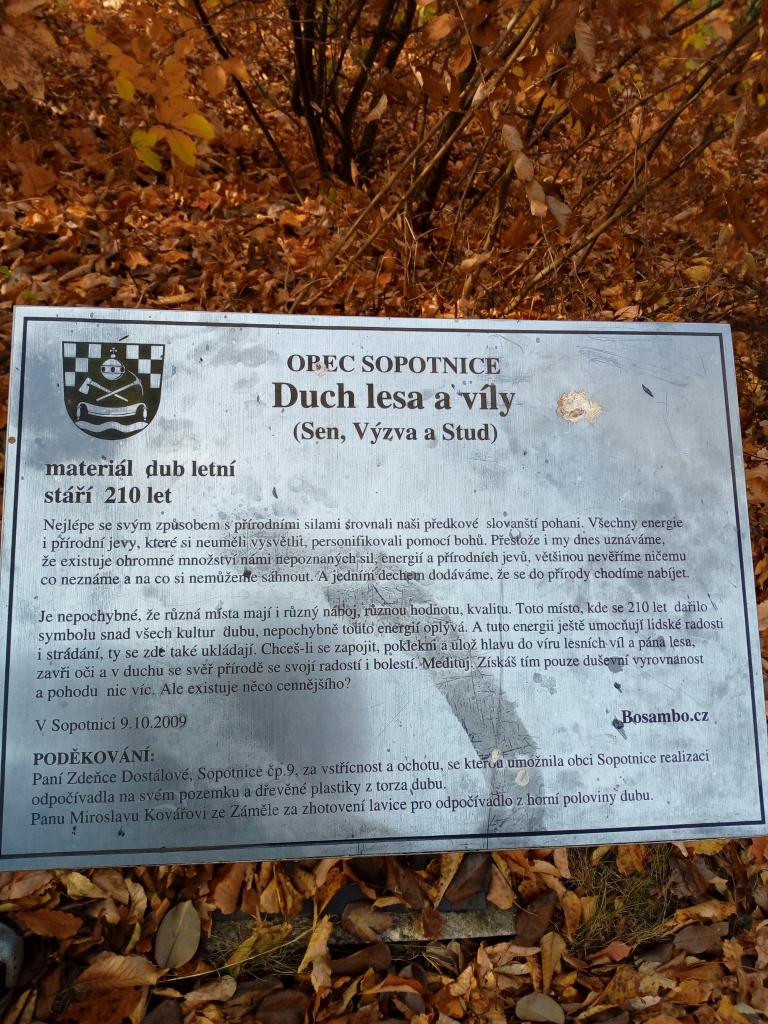 OBEC SOPOTNICE
Duch lesa a víly
(Sen, Výzva a Stud)
materiál dub letní
stáří 210 let
Nejlépe se svým způsobem s přírodními silami srovnali naši předkové slovanští pohani. Všechny energie
i přírodní jevy, které si neuměli vysvětlit, personifikovali pomocí bohů. Přestože i my dnes uznáváme,
že existuje ohromné množství námi nepoznaných sil, energií a přírodních jevů, většinou nevěříme ničemu
co neznáme a na co si nemůžeme sáhnout. A jedním dechem dodáváme, že se do přírody chodíme nabíjet.
Je nepochybné, že různá místa mají i různý náboj, různou hodnotu, kvalitu. Toto místo, kde se 210 let dařilo
symbolu snad všech kultur dubu, nepochybně touto energií oplývá. A tuto energii ještě umocňují lidské radosti
i strádání, ty se zde také ukládají. Chceš-li se zapojit, poklekni a ulož hlavu do víru lesních víl a pána lesa,
zavři oči a v duchu se svěř přírodě se svojí radostí i bolestí. Medituj. Získáš tím pouze duševní vyrovnanost
a pohodu nic víc. Ale existuje něco cennějšího?
V Sopotnici 9.10.2009
Bosambo.cz
PODĚKOVÁNÍ:
Paní Zdeňce Dostálové, Sopotnice čp.9, za vstřícnost a ochotu, se kterou umožnila obci Sopotnice realizaci
odpočívadla na svém pozemku a dřevěné plastiky z torza dubu.
Panu Miroslavu Kovářovi ze Záměle za zhotovení lavice pro odpočívadlo z horní poloviny dubu.